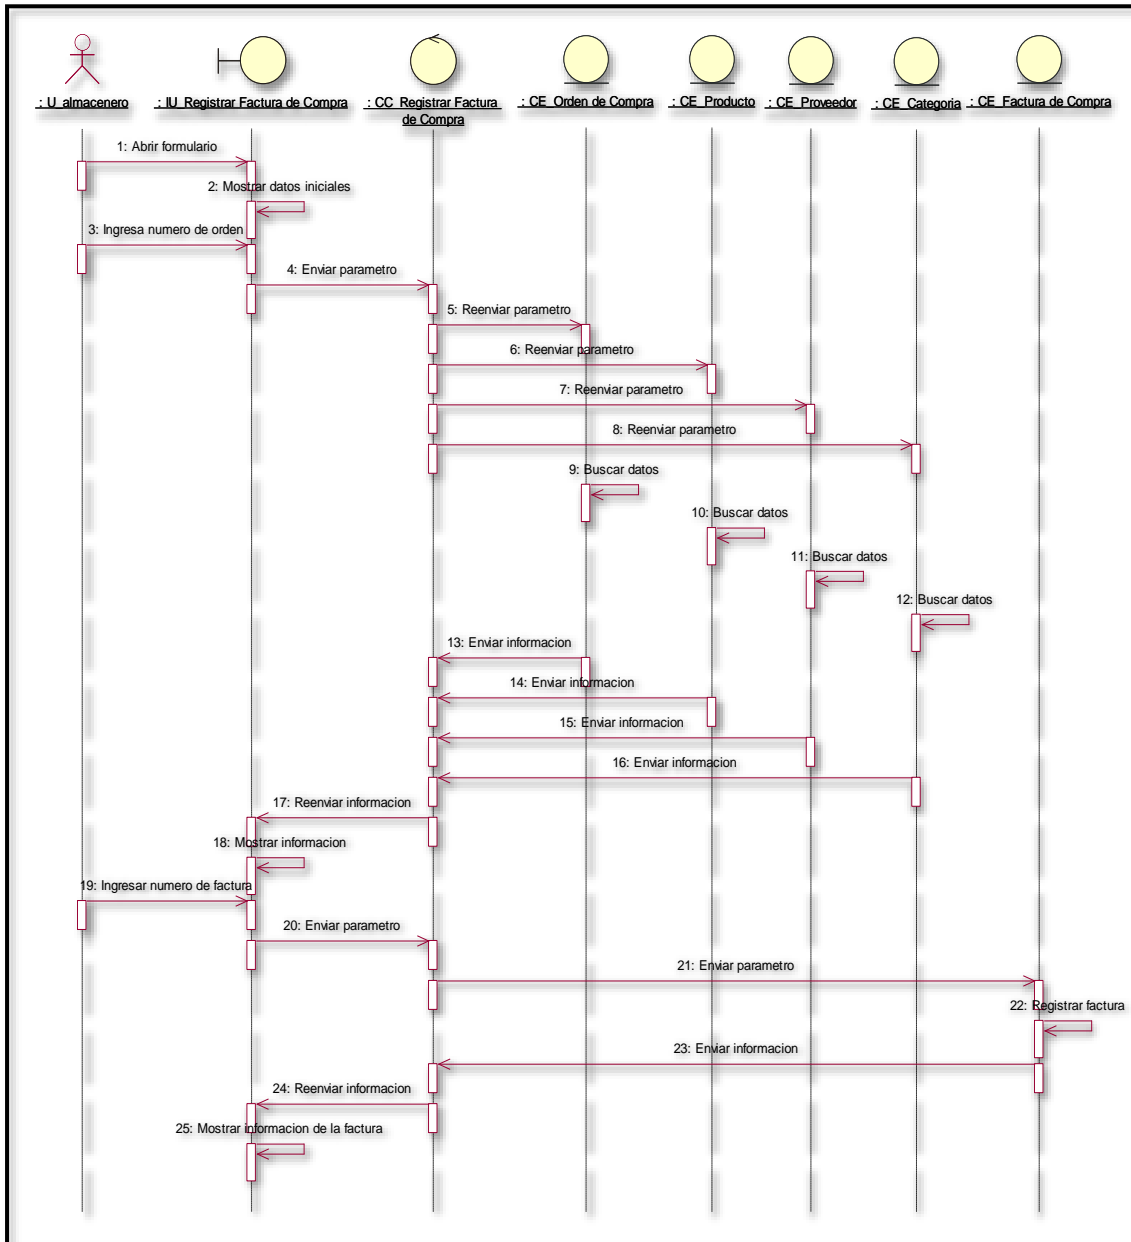 : U_almacenero
: IU_Registrar Factura de Compra
: CC_Registrar Factura
de Compra
: CE_Orden de Compra
: CE_Producto
: CE_Proveedor
: CE_Categoria
: CE_Factura de Compra
1: Abrir formulario
2: Mostrar datos iniciales
3: Ingresa numero de orden
4: Enviar parametro
5: Reenviar parametro
6: Reenviar parametro
7: Reenviar parametro
8: Reenviar parametro
9: Buscar datos
10: Buscar datos
11: Buscar datos
12: Buscar datos
13: Enviar informacion
14: Enviar informacion
15: Enviar informacion
16: Enviar informacion
17: Reenviar informacion
18: Mostrar informacion
19: Ingresar numero de factura
20: Enviar parametro
21: Enviar parametro
22: Registrar factura
23: Enviar informacion
24: Reenviar informacion
25: Mostrar informacion de la factura